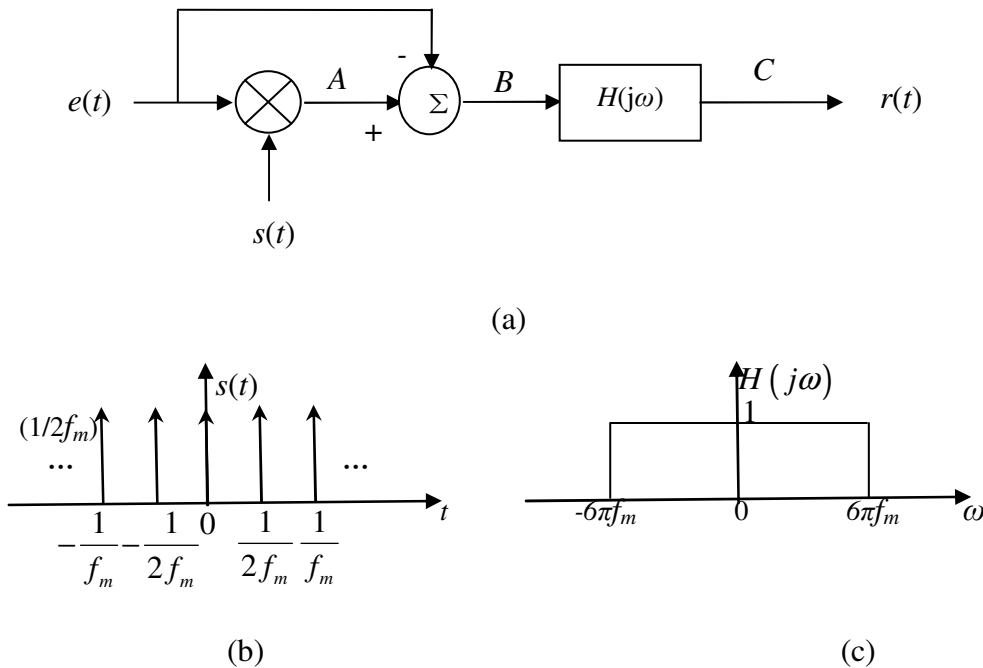 -
A
B
C
e(t)
Σ
H(jω)
r(t)
+
s(t)
(a)
s(t)
(1/2f_m)
... ...
t
-1/f_m -1/2f_m 0 1/2f_m 1/f_m
(b)
H(jω)
1
-6πf_m 0 6πf_m ω
(c)